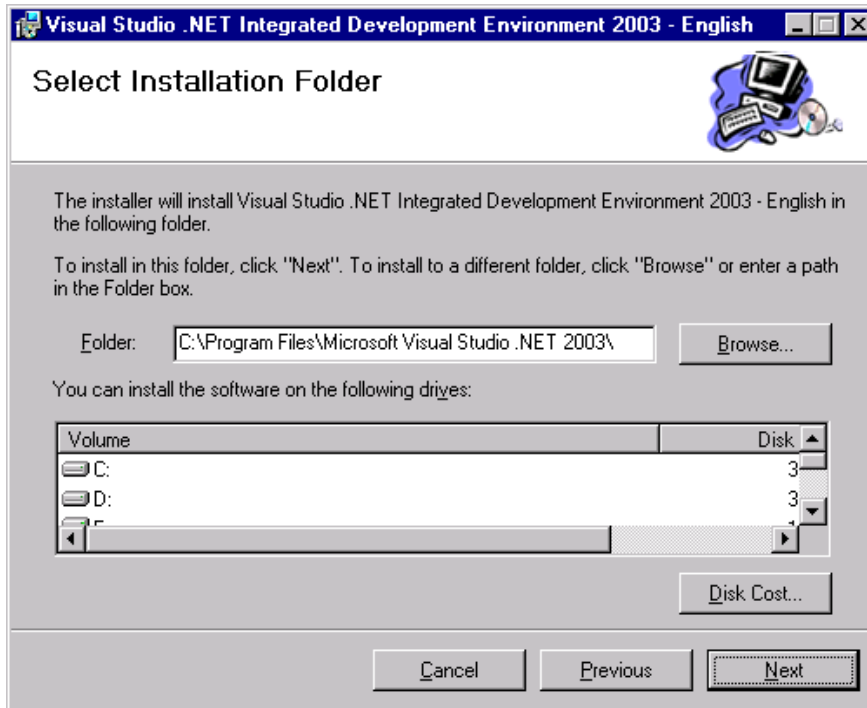 Visual Studio .NET Integrated Development Environment 2003 - English
Select Installation Folder
The installer will install Visual Studio .NET Integrated Development Environment 2003 - English in
the following folder.
To install in this folder, click "Next". To install to a different folder, click "Browse" or enter a path
in the Folder box.
Folder: C:\Program Files\Microsoft Visual Studio .NET 2003\ Browse...
You can install the software on the following drives:
Volume Disk
C: 3
D: 3
Disk Cost...
Cancel Previous Next